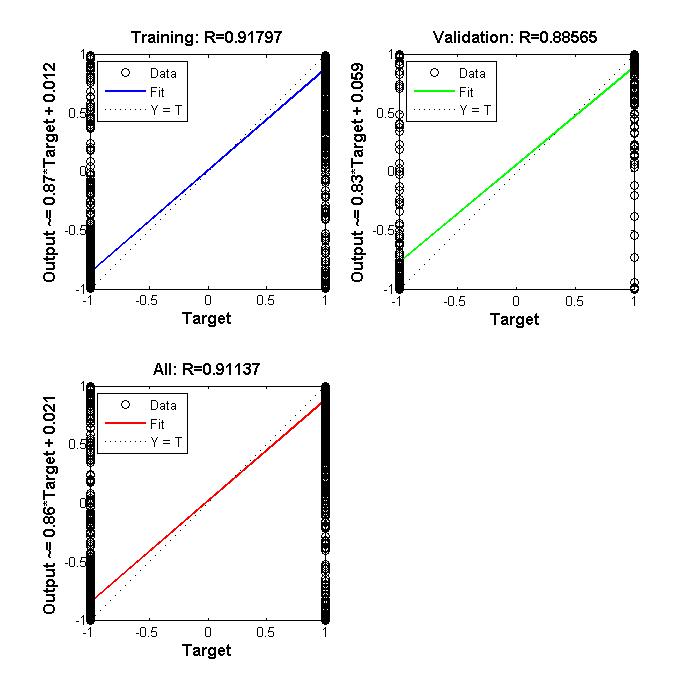 Training: R=0.91797
Output ~= 0.87*Target + 0.012
1
0.5
0
-0.5
-1
Data
Fit
Y = T
-1
-0.5
0
0.5
1
Target
Validation: R=0.88565
Output ~= 0.83*Target + 0.059
1
0.5
0
-0.5
-1
Data
Fit
Y = T
-1
-0.5
0
0.5
1
Target
All: R=0.91137
Output ~= 0.86*Target + 0.021
1
0.5
0
-0.5
-1
Data
Fit
Y = T
-1
-0.5
0
0.5
1
Target